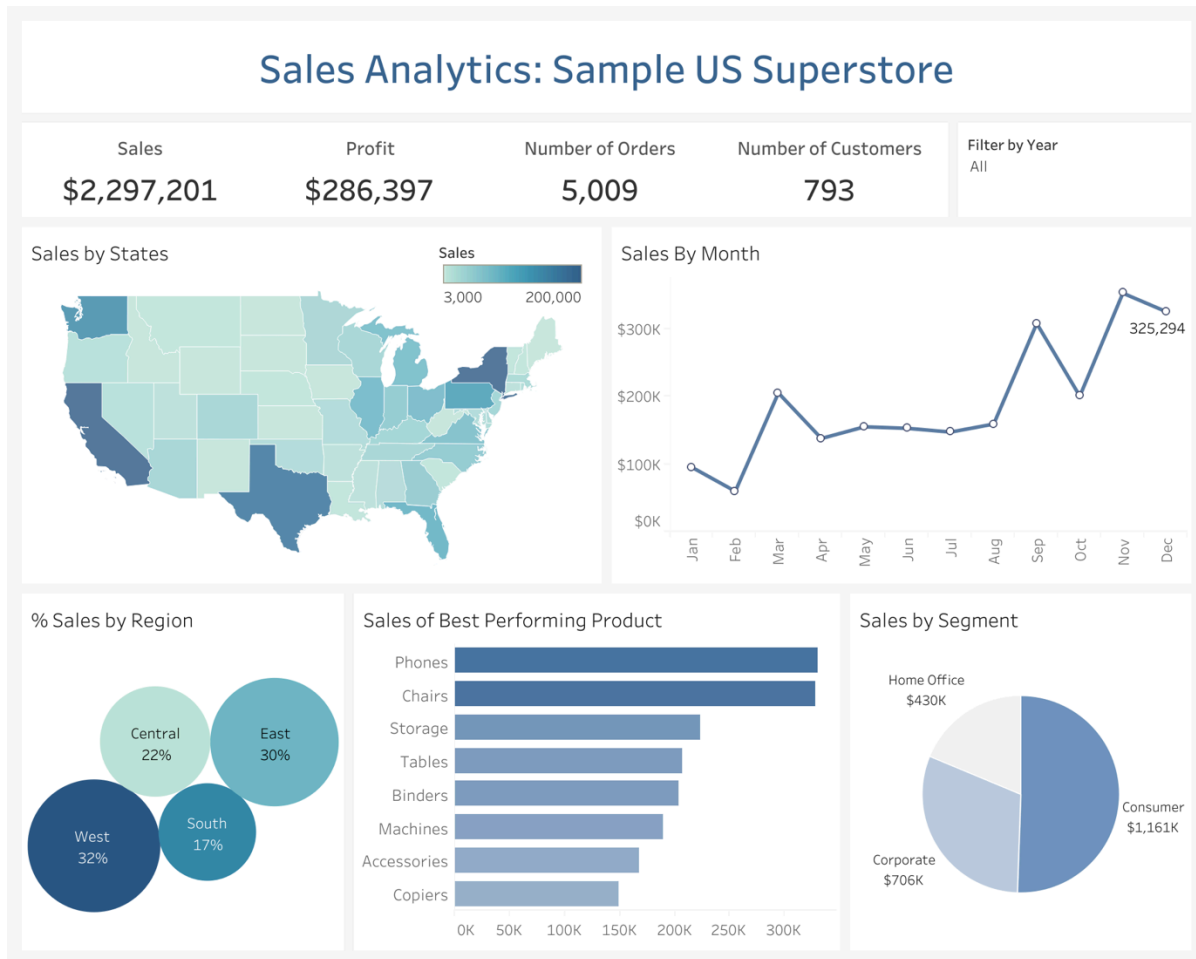 Sales Analytics: Sample US Superstore
Sales
$2,297,201
Profit
$286,397
Number of Orders
5,009
Number of Customers
793
Filter by Year
All
Sales by States
Sales
3,000 200,000
Sales By Month
$300K
$200K
$100K
$0K
325,294
Jan Feb Mar Apr May Jun Jul Aug Sep Oct Nov Dec
% Sales by Region
Central
22%
East
30%
West
32%
South
17%
Sales of Best Performing Product
Phones
Chairs
Storage
Tables
Binders
Machines
Accessories
Copiers
0K 50K 100K 150K 200K 250K 300K
Sales by Segment
Home Office
$430K
Consumer
$1,161K
Corporate
$706K